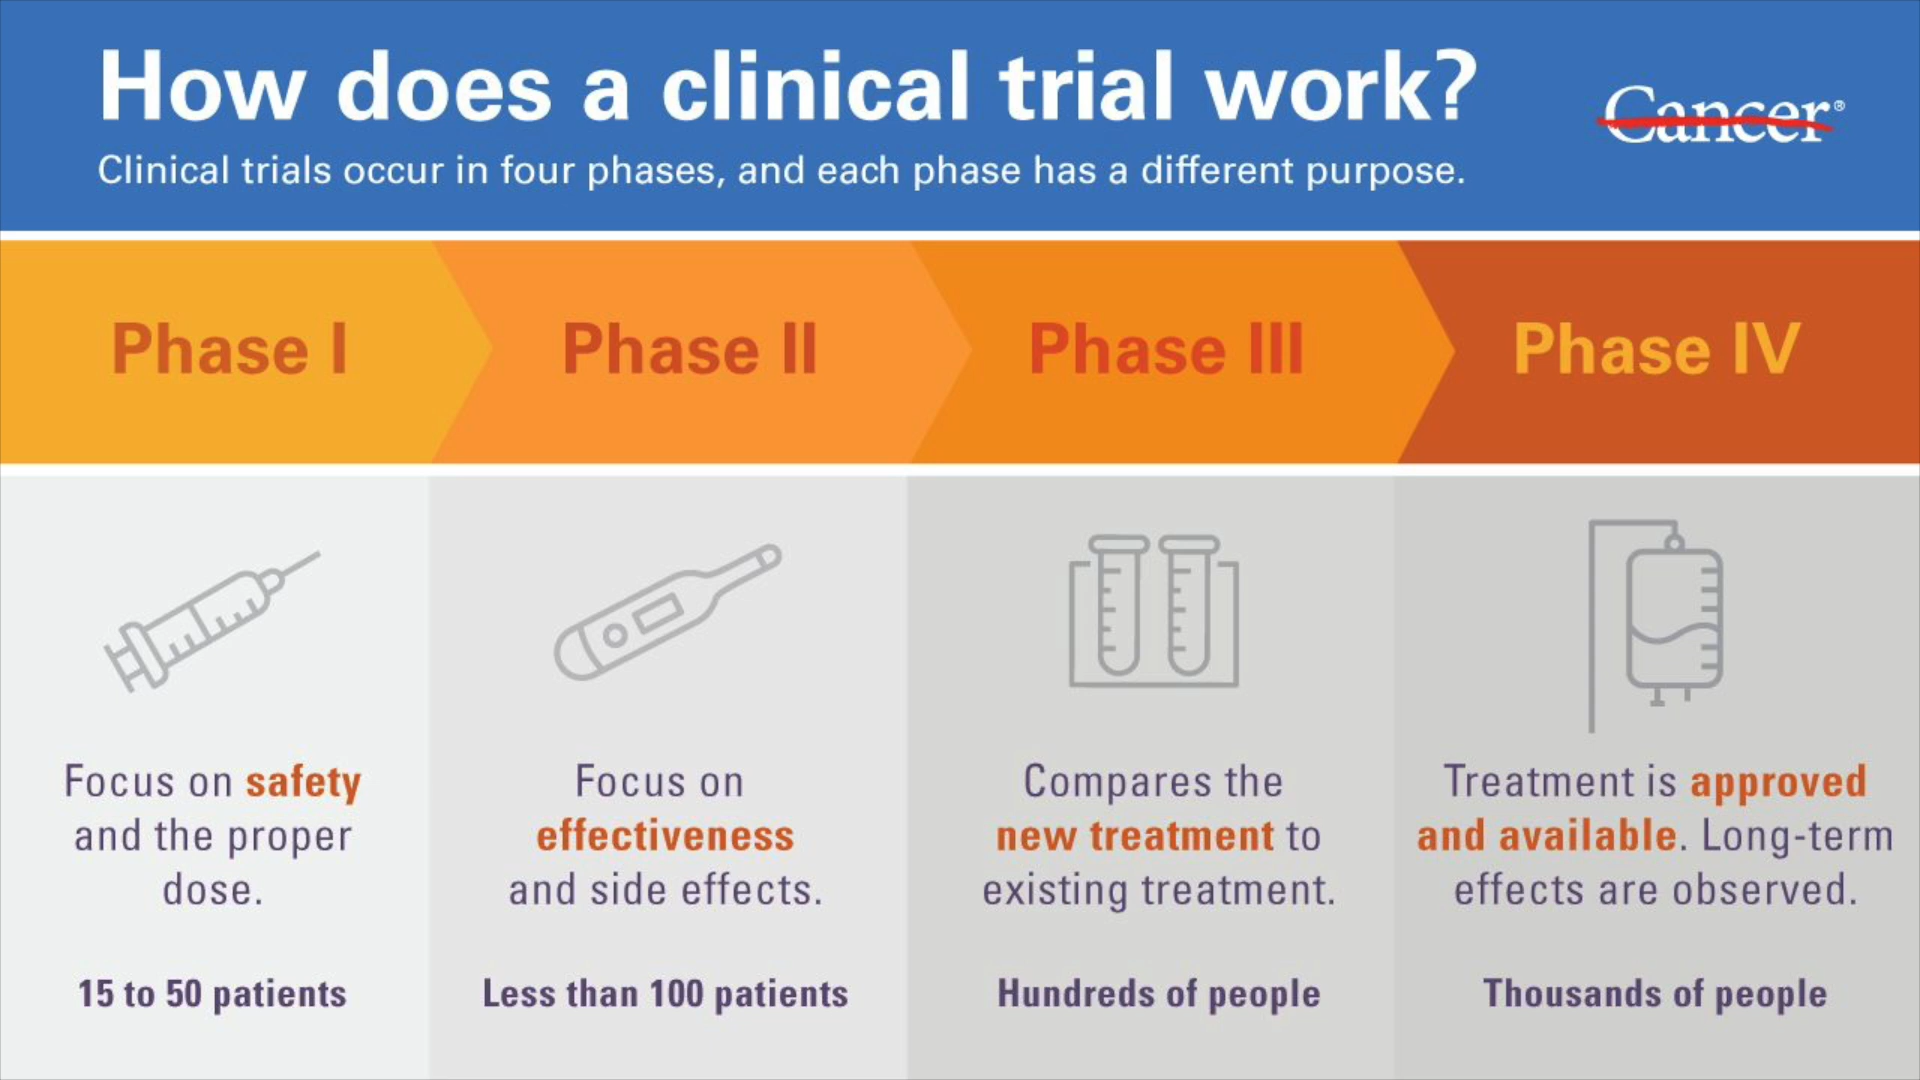 How does a clinical trial work?
Clinical trials occur in four phases, and each phase has a different purpose.
Cancer®
Phase I
Phase II
Phase III
Phase IV
Focus on safety
and the proper
dose.
15 to 50 patients
Focus on
effectiveness
and side effects.
Less than 100 patients
Compares the
new treatment to
existing treatment.
Hundreds of people
Treatment is approved
and available. Long-term
effects are observed.
Thousands of people